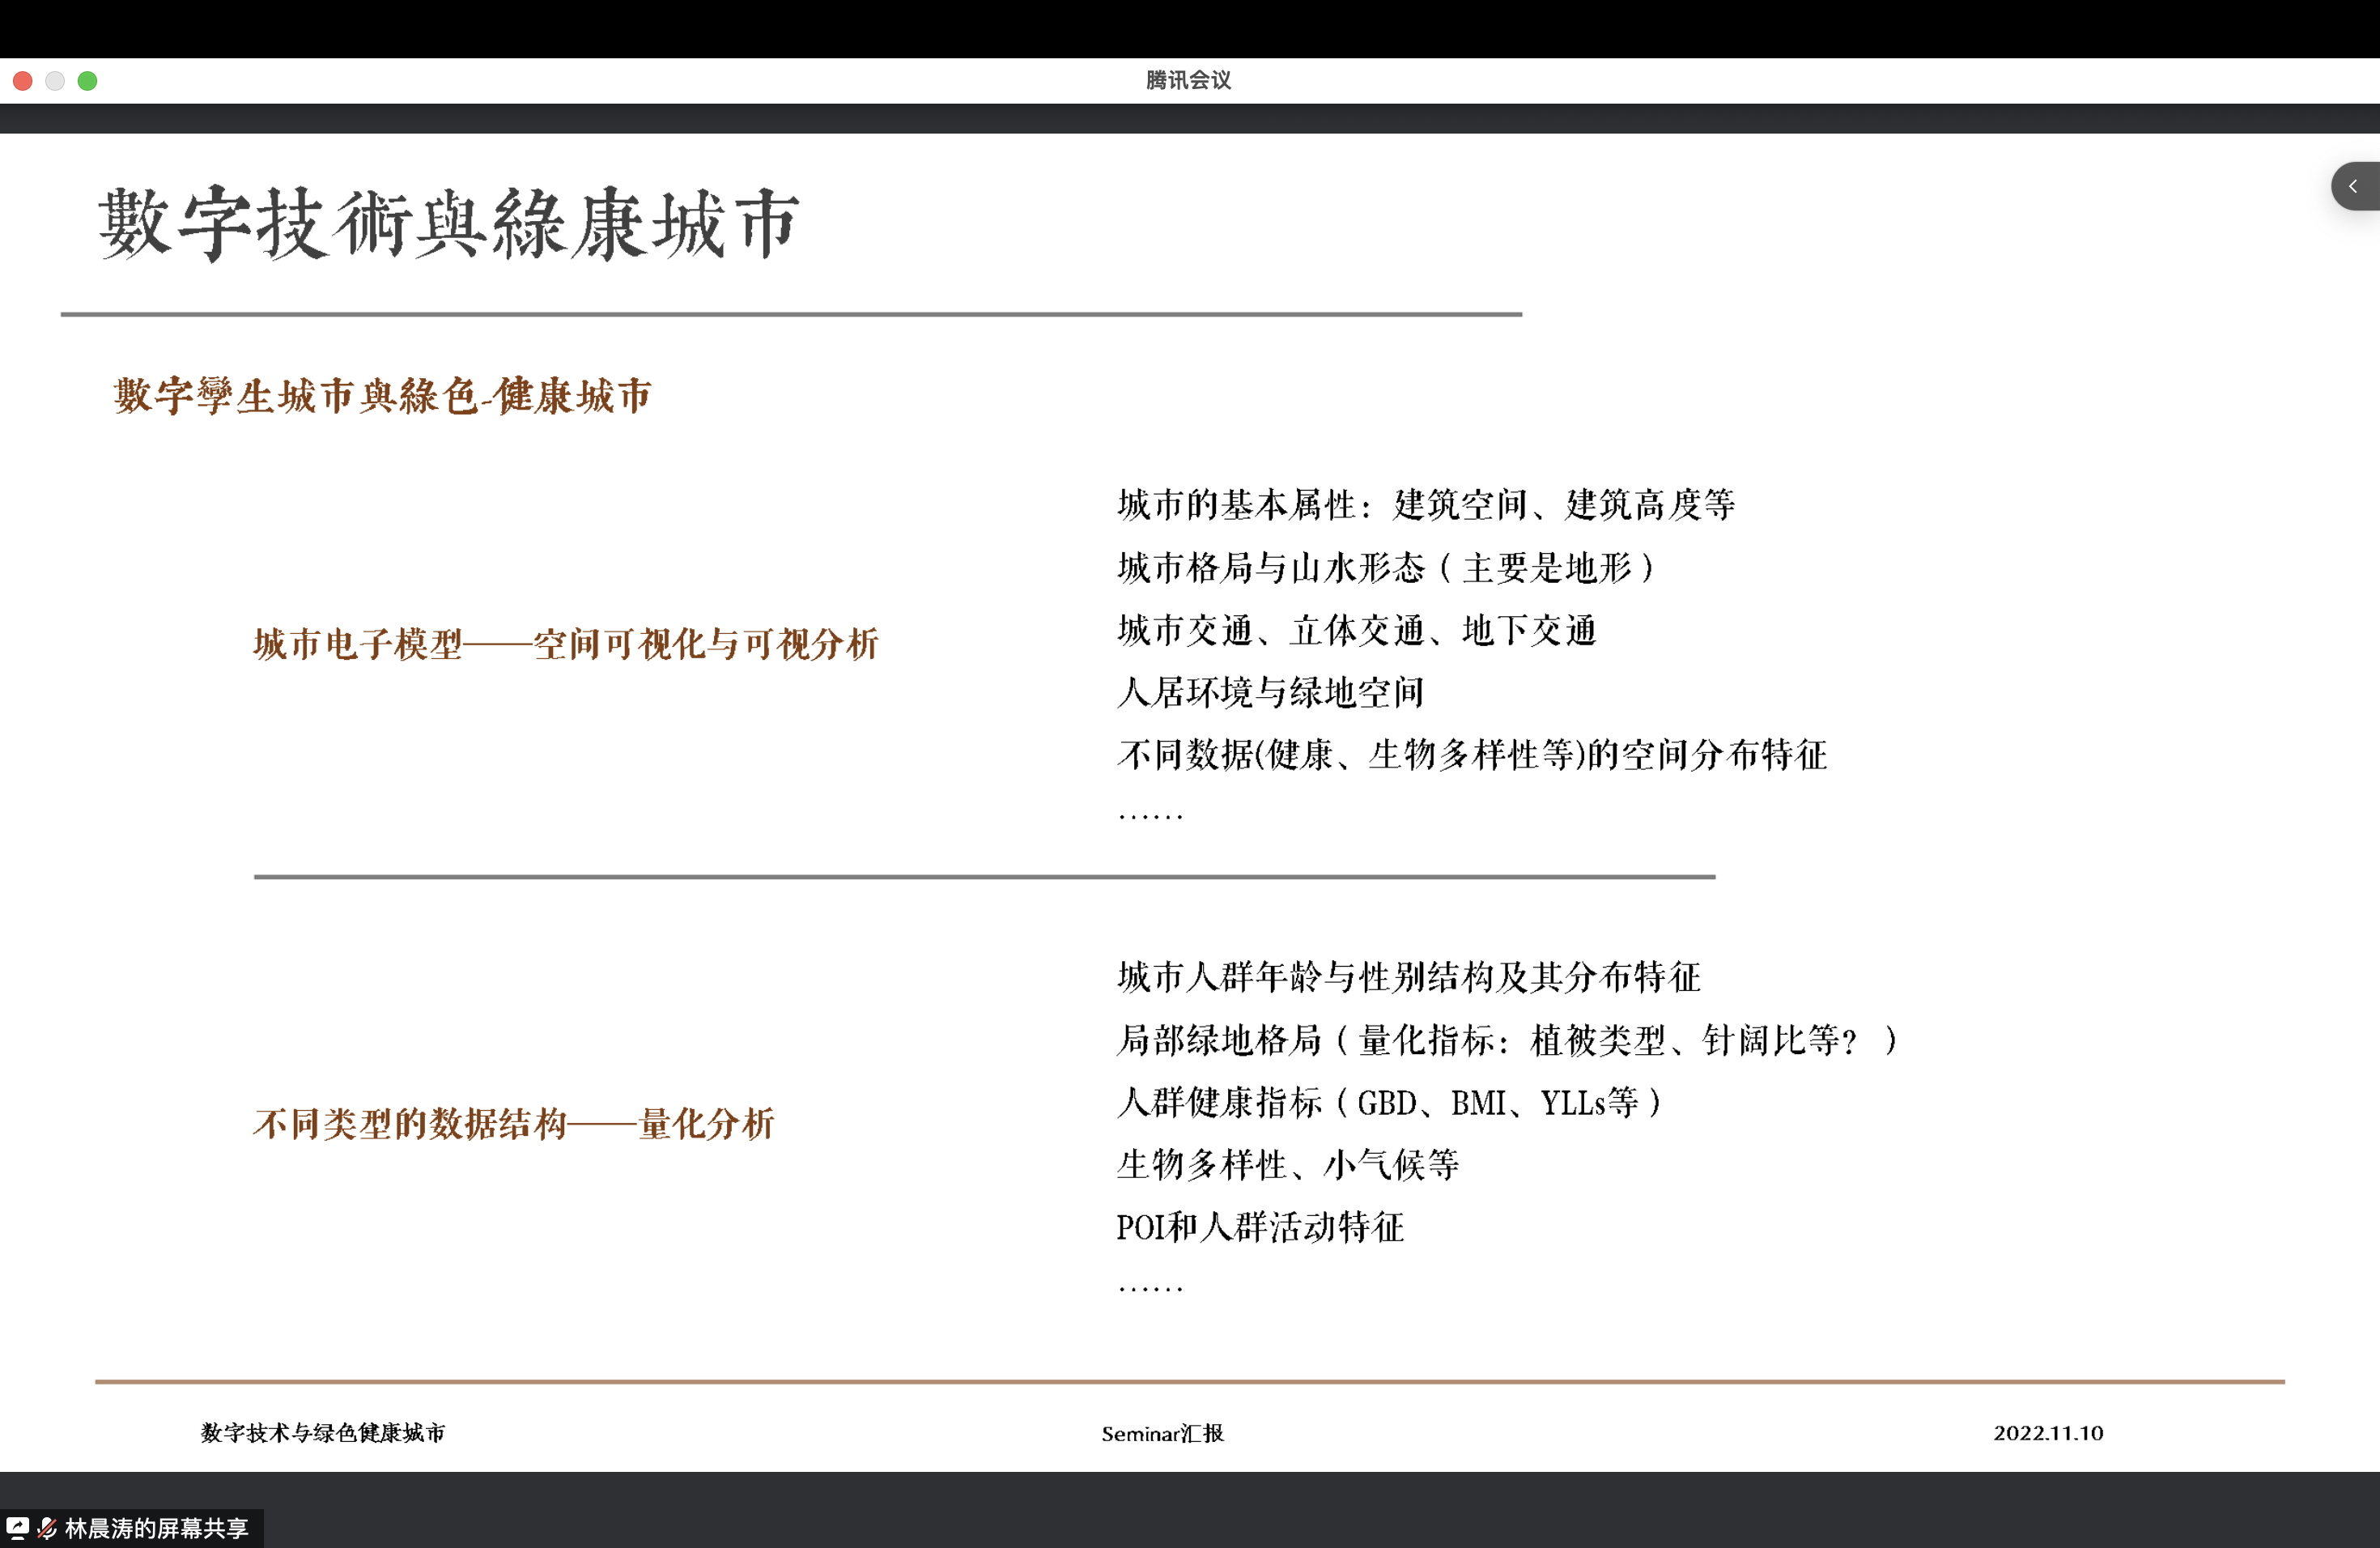 腾讯会议
數字技術與綠康城市
數字孿生城市與綠色-健康城市
城市电子模型——空间可视化与可视分析
城市的基本属性：建筑空间、建筑高度等
城市格局与山水形态（主要是地形）
城市交通、立体交通、地下交通
人居环境与绿地空间
不同数据(健康、生物多样性等)的空间分布特征
……
不同类型的数据结构——量化分析
城市人群年龄与性别结构及其分布特征
局部绿地格局（量化指标：植被类型、针阔比等？）
人群健康指标（GBD、BMI、YLLs等）
生物多样性、小气候等
POI和人群活动特征
……
数字技术与绿色健康城市
Seminar汇报
2022.11.10
林晨涛的屏幕共享